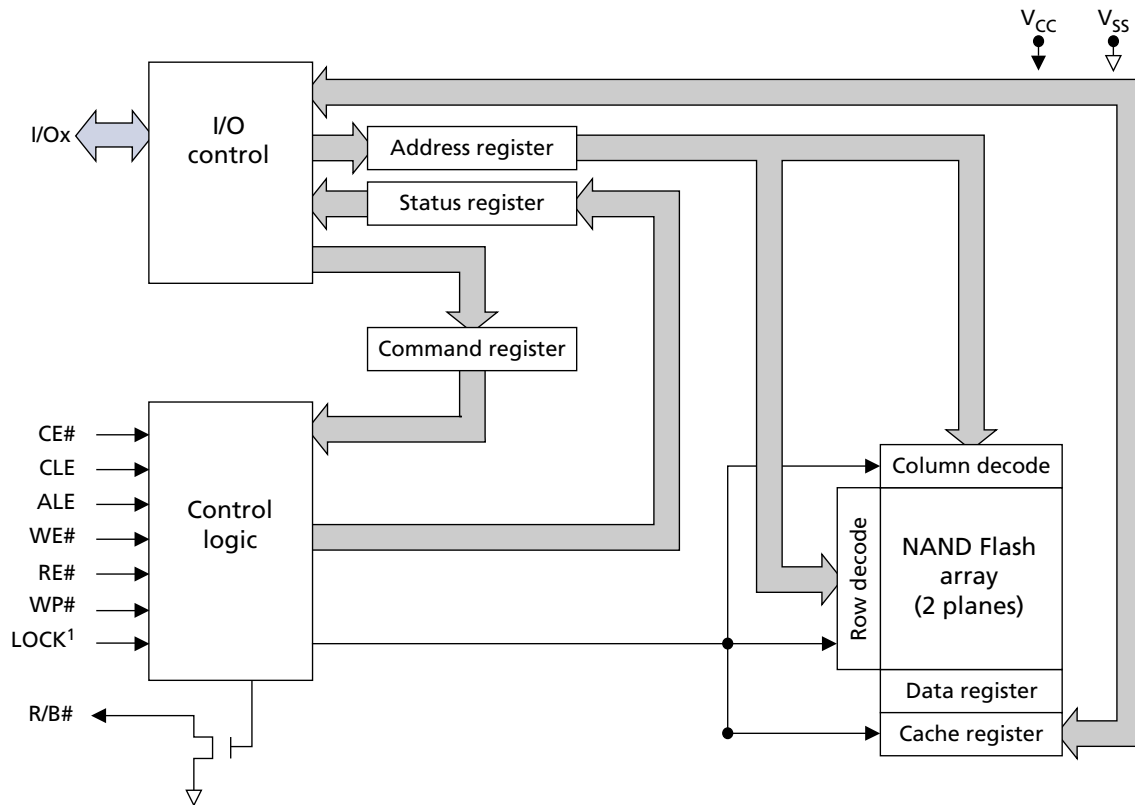 VCC
VSS
I/Ox
I/O
control
Address register
Status register
Command register
CE#
CLE
ALE
WE#
RE#
WP#
LOCK1
Control
logic
R/B#
Column decode
Row decode
NAND Flash
array
(2 planes)
Data register
Cache register